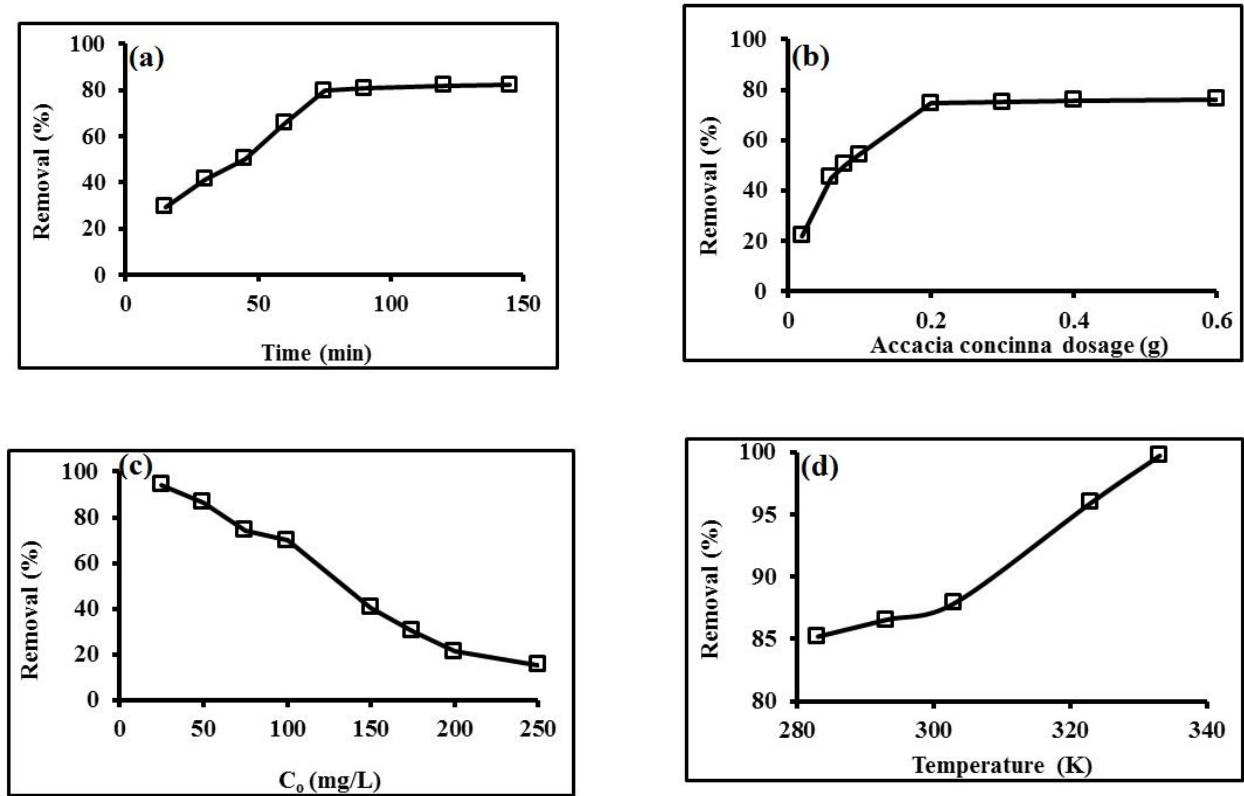 (a)
Removal (%)
100
80
60
40
20
0
0 50 100 150
Time (min)
(b)
Removal (%)
100
80
60
40
20
0
0 0.2 0.4 0.6
Accacia concinna dosage (g)
(c)
Removal (%)
100
80
60
40
20
0
0 50 100 150 200 250
Co (mg/L)
(d)
Removal (%)
100
95
90
85
80
280 300 320 340
Temperature (K)